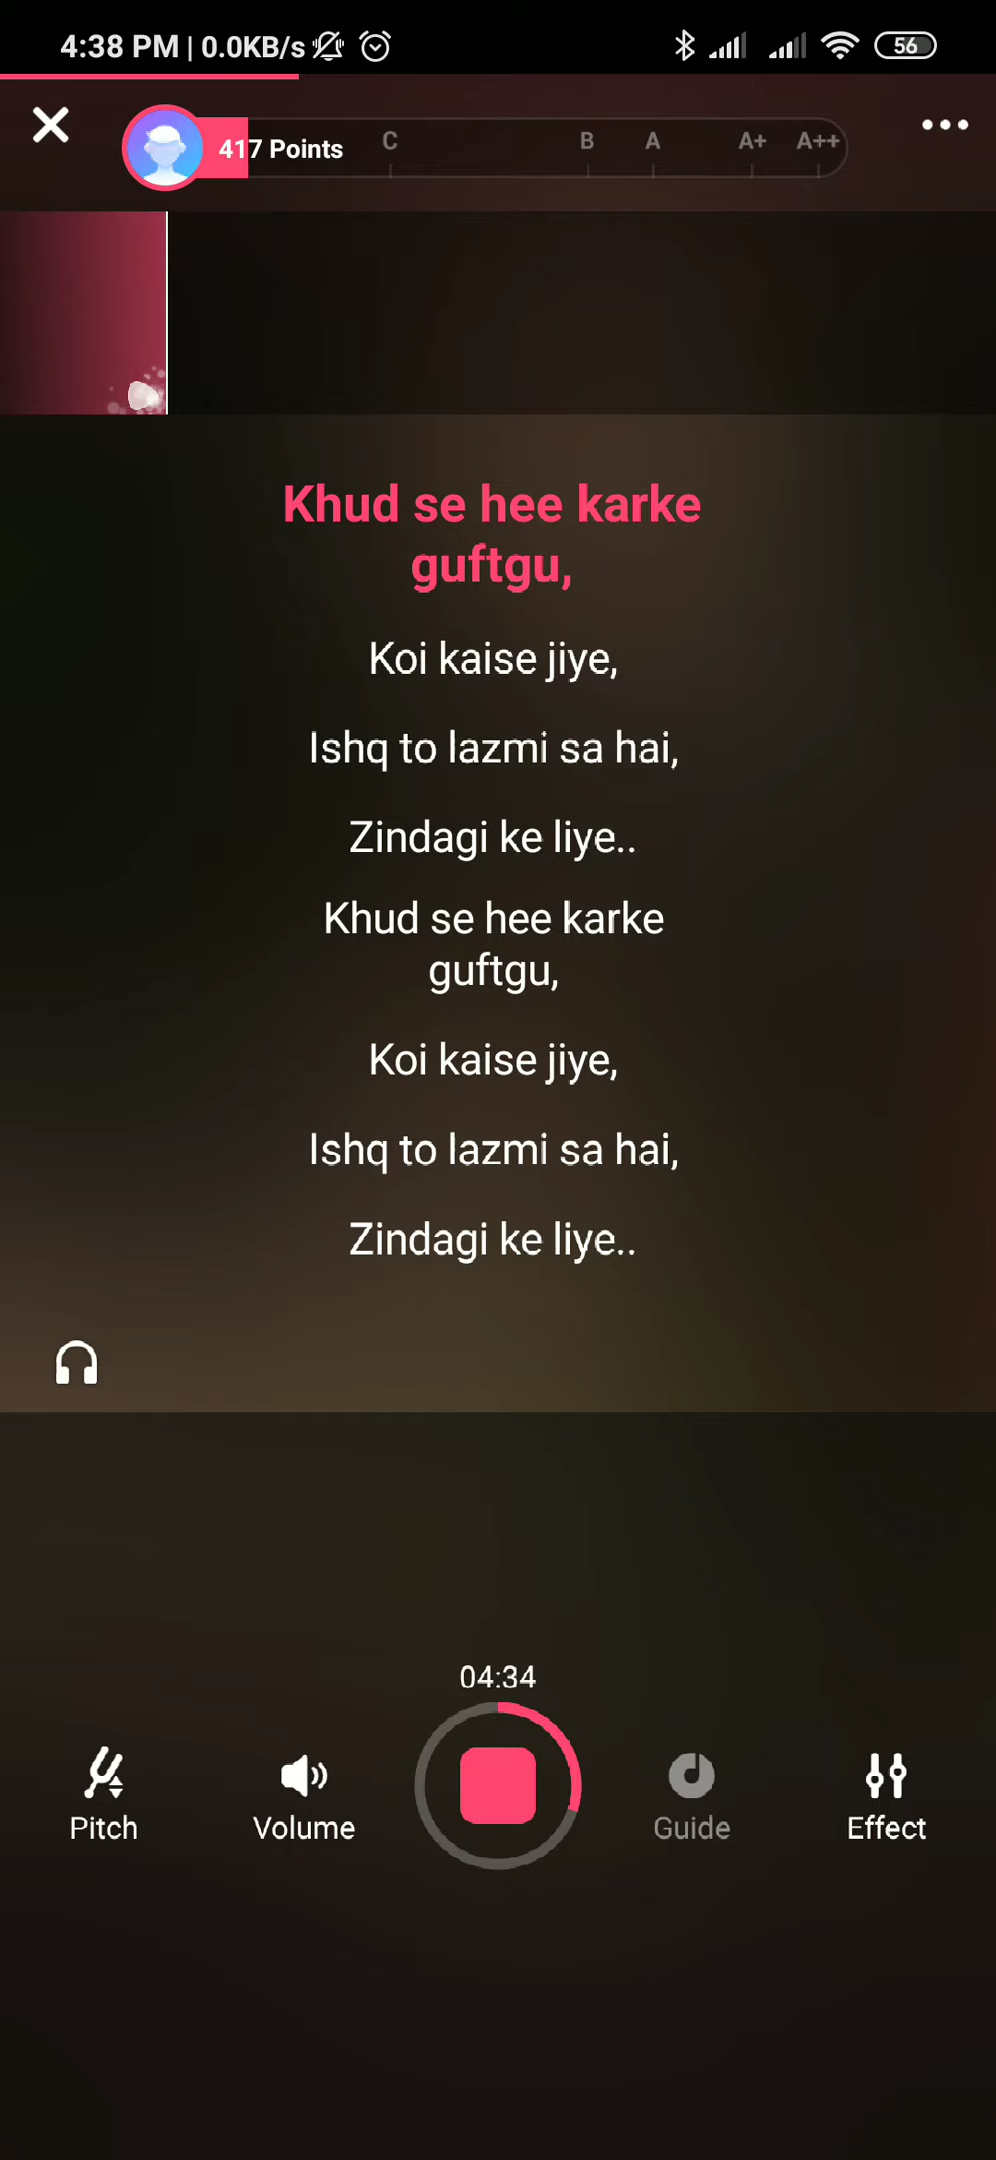 4:38 PM | 0.0KB/s 56
417 Points C B A A+ A++
Khud se hee karke
guftgu,
Koi kaise jiye,
Ishq to lazmi sa hai,
Zindagi ke liye..
Khud se hee karke
guftgu,
Koi kaise jiye,
Ishq to lazmi sa hai,
Zindagi ke liye..
04:34
Pitch Volume Guide Effect